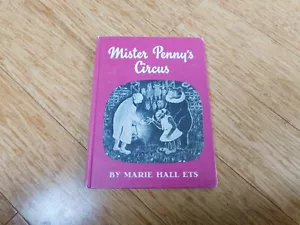 Mister Penny's
Circus
BY MARIE HALL ETS